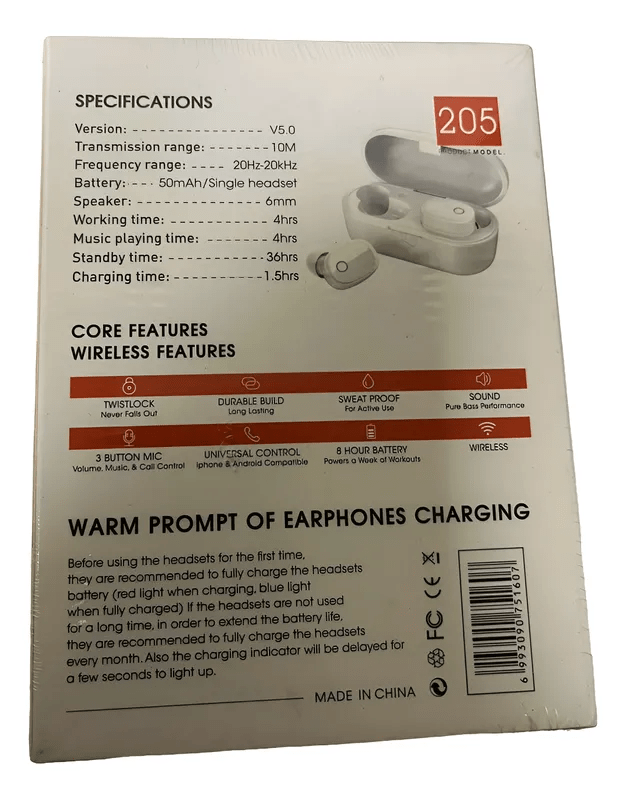 SPECIFICATIONS
205
PRODUCT MODEL.
Version: - - - - - - - - - - - - - - V5.0
Transmission range: - - - - - - - 10M
Frequency range: - - - - 20Hz-20kHz
Battery: - - - 50mAh/Single headset
Speaker: - - - - - - - - - - - - - - 6mm
Working time: - - - - - - - - - - - 4hrs
Music playing time: - - - - - - - 4hrs
Standby time: - - - - - - - - - - 36hrs
Charging time: - - - - - - - - - - 1.5hrs
CORE FEATURES
WIRELESS FEATURES
TWISTLOCK
Never Falls Out
DURABLE BUILD
Long Lasting
SWEAT PROOF
For Active Use
SOUND
Pure Bass Performance
3 BUTTON MIC
Volume, Music, & Call Control
UNIVERSAL CONTROL
Iphone & Android Compatible
8 HOUR BATTERY
Powers a Week of Workouts
WIRELESS
WARM PROMPT OF EARPHONES CHARGING
Before using the headsets for the first time,
they are recommended to fully charge the headsets
battery (red light when charging, blue light
when fully charged) If the headsets are not used
for a long time, in order to extend the battery life,
they are recommended to fully charge the headsets
every month. Also the charging indicator will be delayed for
a few seconds to light up.
MADE IN CHINA
CE
FC
6 993090 751607